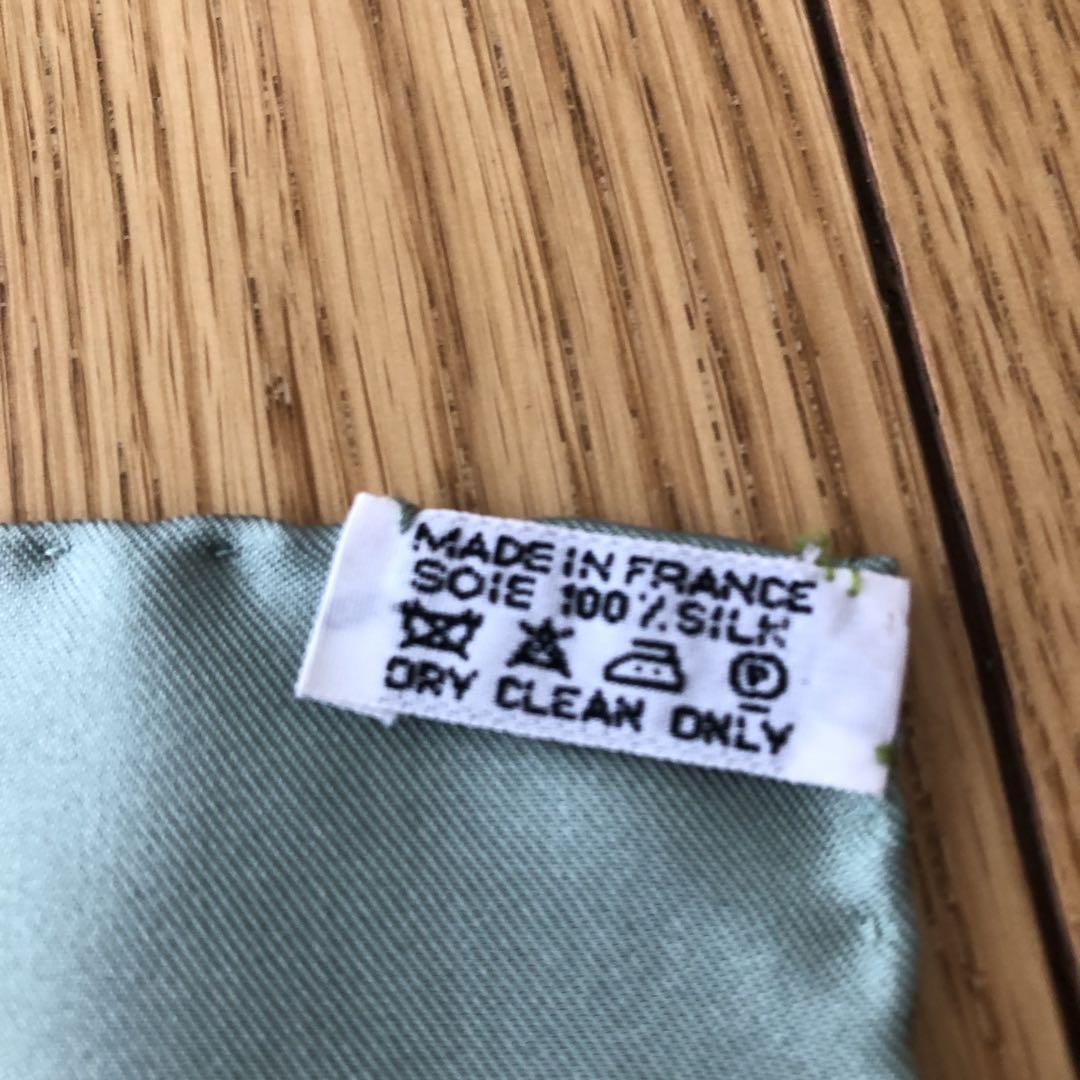 MADE IN FRANCE
SOIE 100% SILK
P
DRY CLEAN ONLY